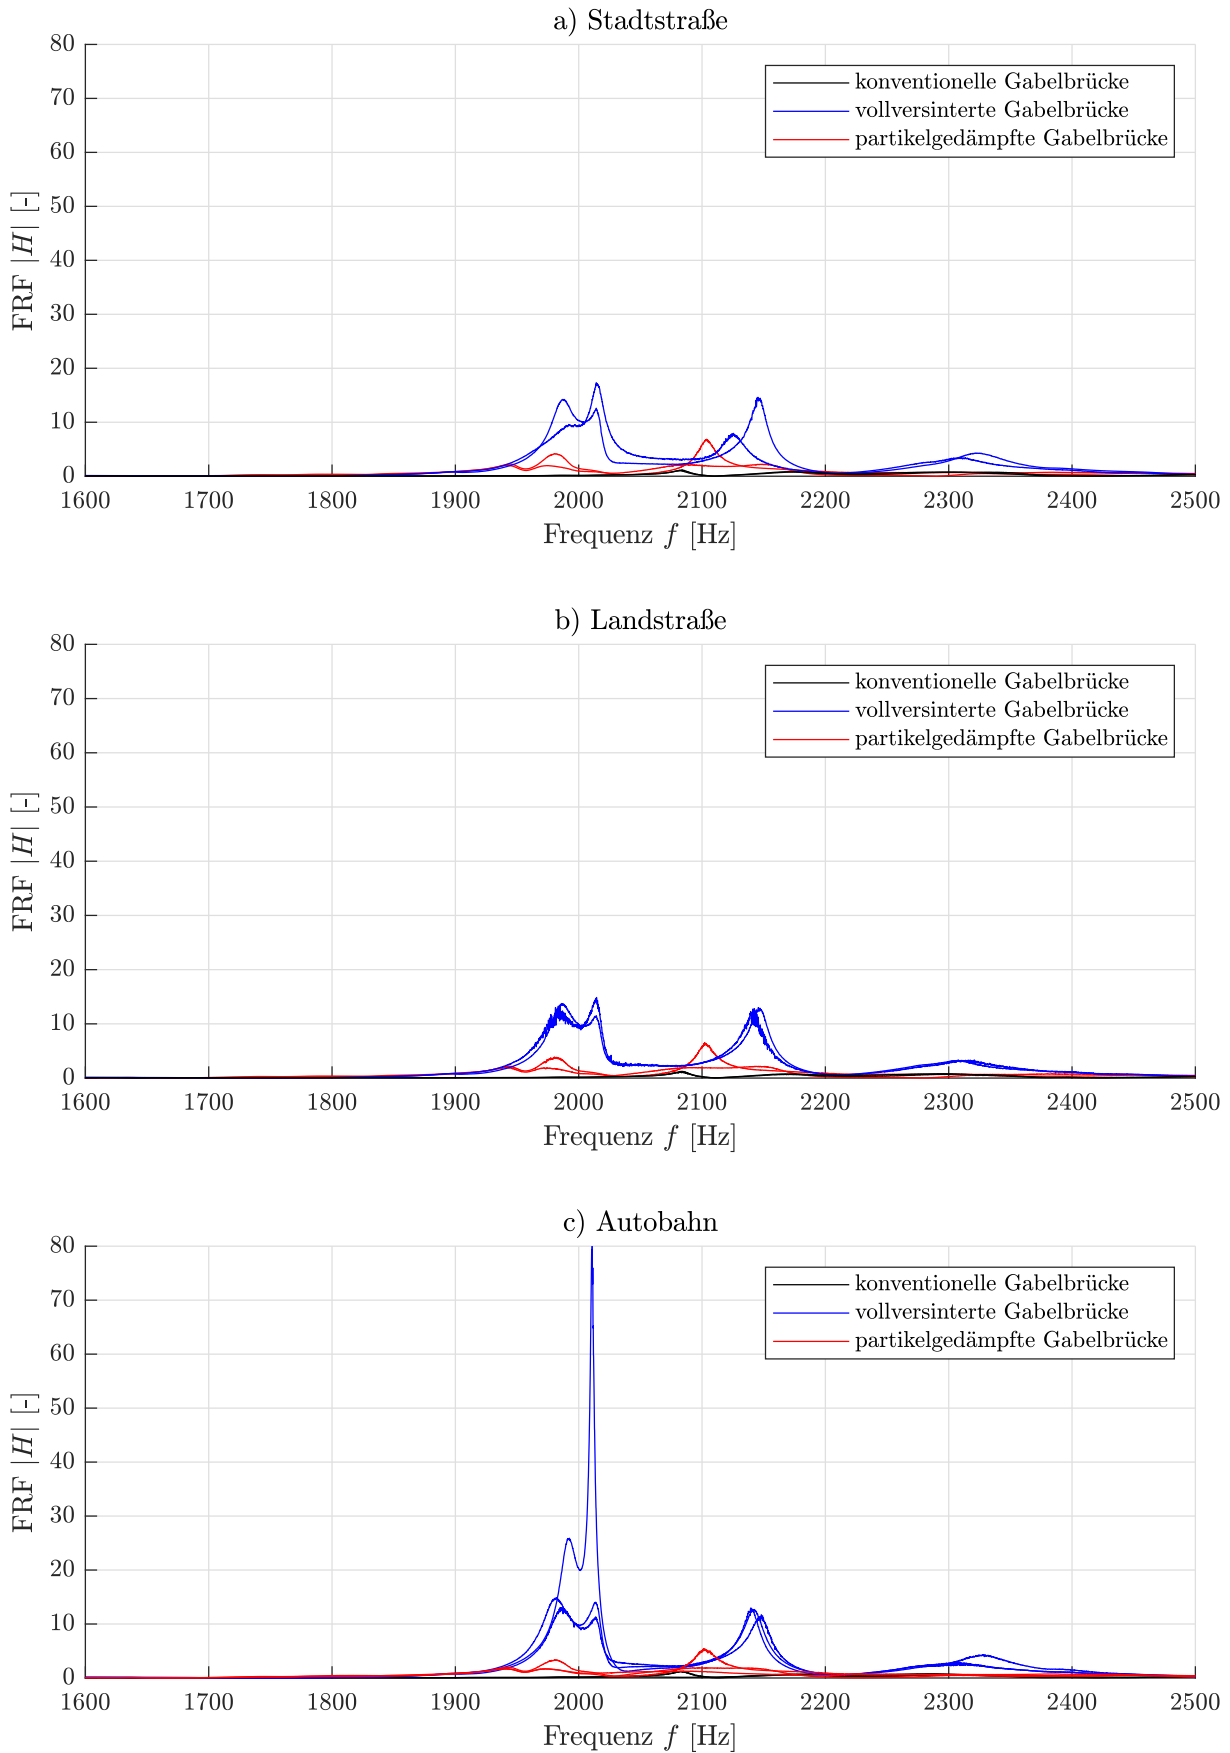 a) Stadtstraße
80
70
60
50
40
30
20
10
0
FRF |H| [-]
konventionelle Gabelbrücke
vollversinterte Gabelbrücke
partikelgedämpfte Gabelbrücke
1600 1700 1800 1900 2000 2100 2200 2300 2400 2500
Frequenz f [Hz]
b) Landstraße
80
70
60
50
40
30
20
10
0
FRF |H| [-]
konventionelle Gabelbrücke
vollversinterte Gabelbrücke
partikelgedämpfte Gabelbrücke
1600 1700 1800 1900 2000 2100 2200 2300 2400 2500
Frequenz f [Hz]
c) Autobahn
80
70
60
50
40
30
20
10
0
FRF |H| [-]
konventionelle Gabelbrücke
vollversinterte Gabelbrücke
partikelgedämpfte Gabelbrücke
1600 1700 1800 1900 2000 2100 2200 2300 2400 2500
Frequenz f [Hz]